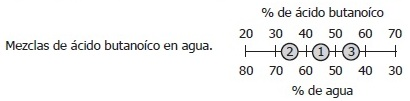 % de ácido butanoíco
Mezclas de ácido butanoíco en agua.
20 30 40 50 60 70
2 1 3
80 70 60 50 40 30
% de agua